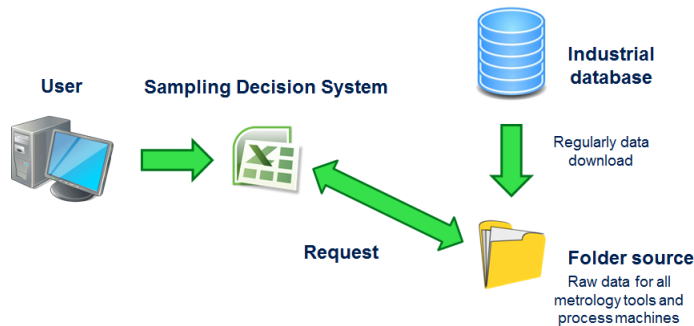 User
Sampling Decision System
Industrial
database
Regularly data
download
Request
Folder source
Raw data for all
metrology tools and
process machines